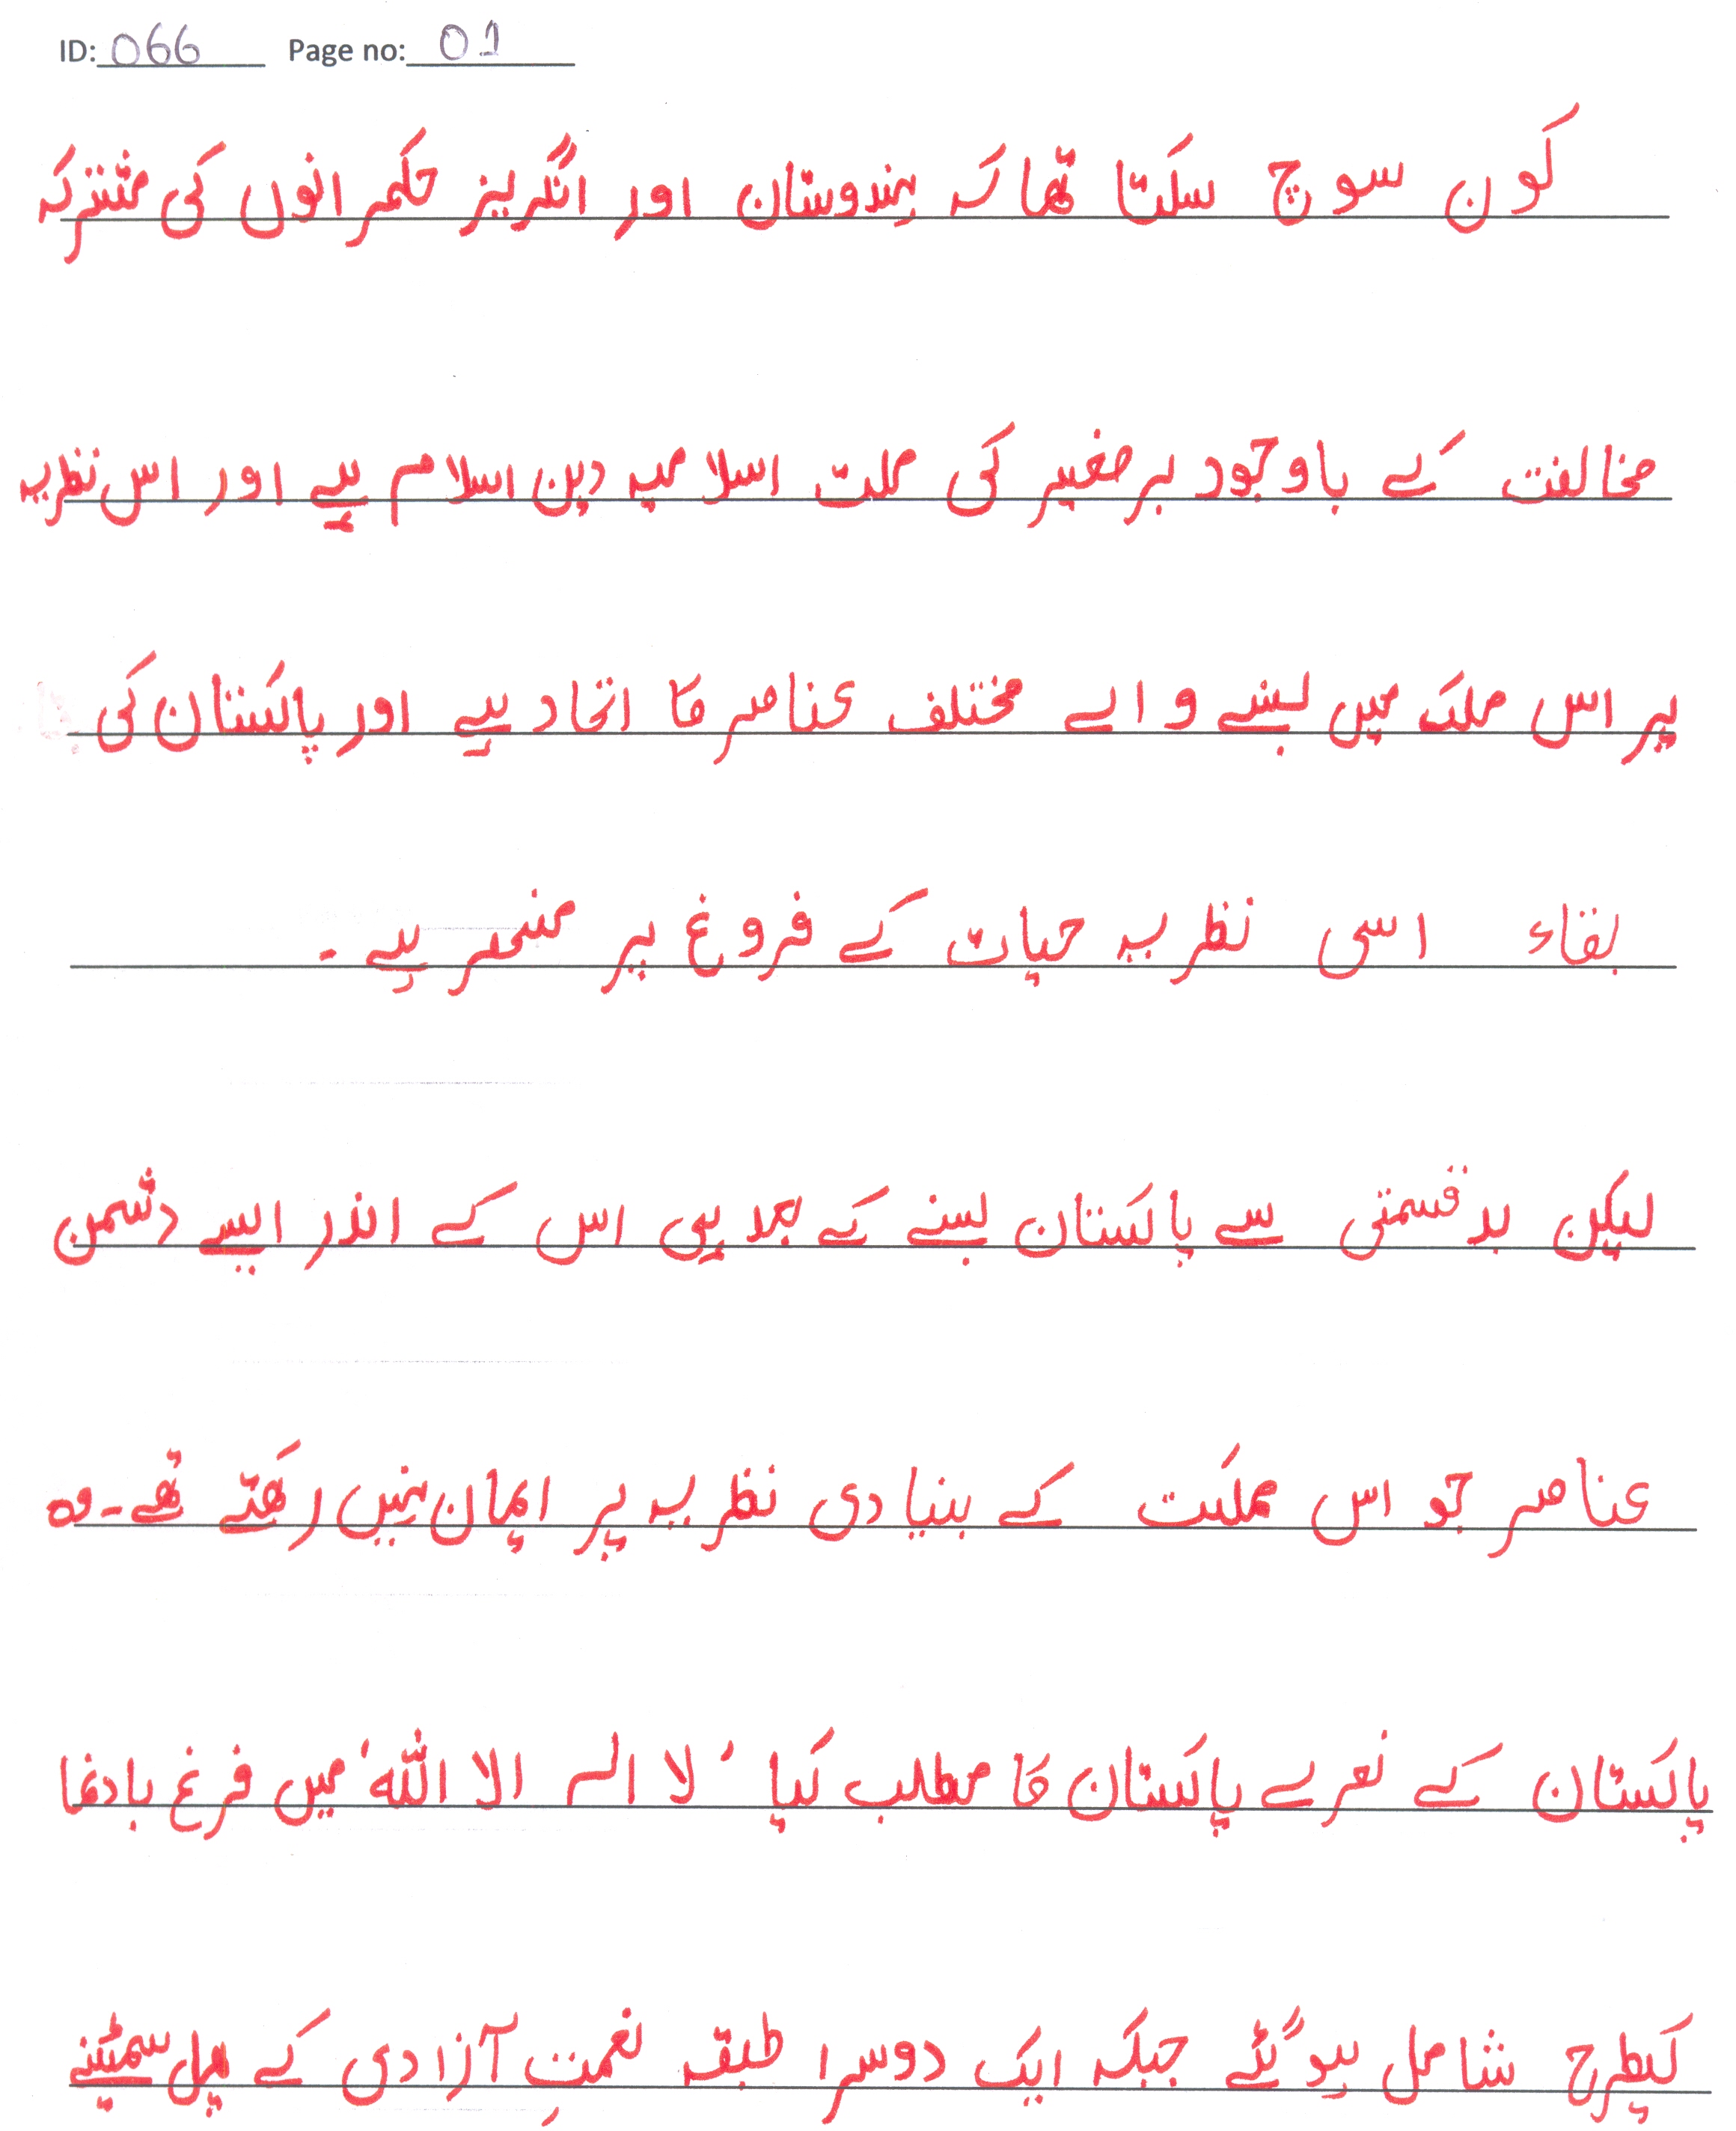 ID: 066 Page no: 01
کون سوچ سکتا تھا کہ ہندوستان اور انگریز حکمرانوں کی مشترکہ
مخالفت کے باوجود برصغیر کی ملت اسلامیہ دین اسلام ہے اور اس نظریہ
پر اس ملک میں بسنے والے مختلف عناصر کا اتحاد ہے اور پاکستان کی
بقاء اسی نظریہ حیات کے فروغ پر منحصر ہے ۔
لیکن بدقسمتی سے پاکستان بننے کے بعد ہی اس کے اندر ایسے دشمن
عناصر جو اس مملکت کے بنیادی نظریہ پر ایمان نہیں رکھتے تھے ۔ وہ
پاکستان کے نعرے پاکستان کا مطلب کیا ' لا الہ الا اللہ ' میں فرغ بادنما
کیطرح شامل ہوگئے جبکہ ایک دوسرا طبقہ نعمتِ آزادی کے پھل سمیٹنے